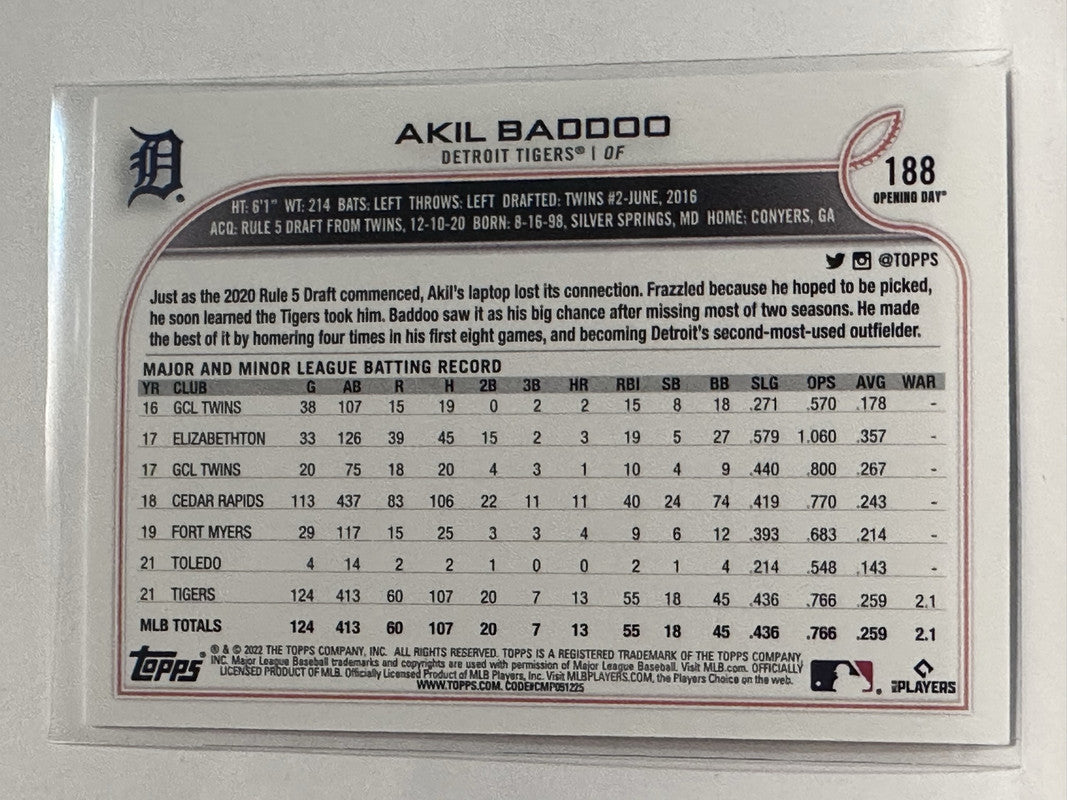 D
AKIL BADDOO
DETROIT TIGERS® | OF
188
OPENING DAY®
HT: 6'1" WT: 214 BATS: LEFT THROWS: LEFT DRAFTED: TWINS #2-JUNE, 2016
ACQ: RULE 5 DRAFT FROM TWINS, 12-10-20 BORN: 8-16-98, SILVER SPRINGS, MD HOME: CONYERS, GA
@TOPPS
Just as the 2020 Rule 5 Draft commenced, Akil's laptop lost its connection. Frazzled because he hoped to be picked,
he soon learned the Tigers took him. Baddoo saw it as his big chance after missing most of two seasons. He made
the best of it by homering four times in his first eight games, and becoming Detroit's second-most-used outfielder.
MAJOR AND MINOR LEAGUE BATTING RECORD
YR CLUB G AB R H 2B 3B HR RBI SB BB SLG OPS AVG WAR
16 GCL TWINS 38 107 15 19 0 2 2 15 8 18 .271 .570 .178 -
17 ELIZABETHTON 33 126 39 45 15 2 3 19 5 27 .579 1.060 .357 -
17 GCL TWINS 20 75 18 20 4 3 1 10 4 9 .440 .800 .267 -
18 CEDAR RAPIDS 113 437 83 106 22 11 11 40 24 74 .419 .770 .243 -
19 FORT MYERS 29 117 15 25 3 3 4 9 6 12 .393 .683 .214 -
21 TOLEDO 4 14 2 2 1 0 0 2 1 4 .214 .548 .143 -
21 TIGERS 124 413 60 107 20 7 13 55 18 45 .436 .766 .259 2.1
MLB TOTALS 124 413 60 107 20 7 13 55 18 45 .436 .766 .259 2.1
topps®
® & © 2022 THE TOPPS COMPANY, INC. ALL RIGHTS RESERVED. TOPPS IS A REGISTERED TRADEMARK OF THE TOPPS COMPANY,
INC. Major League Baseball trademarks and copyrights are used with permission of Major League Baseball. Visit MLB.com. OFFICIALLY
LICENSED PRODUCT OF MLB. Officially Licensed Product of MLB Players, Inc. Visit MLBPLAYERS.COM, the Players Choice on the web.
WWW.TOPPS.COM. CODE#CMP051225
MLB PLAYERS